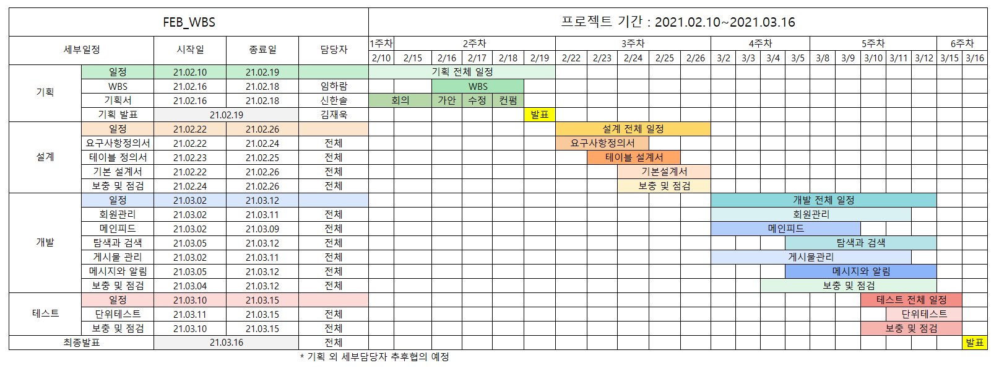 FEB_WBS 프로젝트 기간 : 2021.02.10~2021.03.16
세부일정 시작일 종료일 담당자 1주차 2주차 3주차 4주차 5주차 6주차
2/10 2/15 2/16 2/17 2/18 2/19 2/22 2/23 2/24 2/25 2/26 3/2 3/3 3/4 3/5 3/8 3/9 3/10 3/11 3/12 3/15 3/16
기획 일정 21.02.10 21.02.19 기획 전체 일정
WBS 21.02.16 21.02.18 임하람 WBS
기획서 21.02.16 21.02.18 신한솔 회의 가안 수정 컨펌
기획 발표 21.02.19 김재욱 발표
설계 일정 21.02.22 21.02.26 설계 전체 일정
요구사항정의서 21.02.22 21.02.24 전체 요구사항정의서
테이블 정의서 21.02.23 21.02.25 전체 테이블 설계서
기본 설계서 21.02.22 21.02.26 전체 기본설계서
보충 및 점검 21.02.24 21.02.26 전체 보충 및 점검
개발 일정 21.03.02 21.03.12 개발 전체 일정
회원관리 21.03.02 21.03.11 전체 회원관리
메인피드 21.03.02 21.03.09 전체 메인피드
탐색과 검색 21.03.05 21.03.12 전체 탐색과 검색
게시물 관리 21.03.02 21.03.11 전체 게시물관리
메시지와 알림 21.03.05 21.03.12 전체 메시지와 알림
보충 및 점검 21.03.04 21.03.12 전체 보충 및 점검
테스트 일정 21.03.10 21.03.15 테스트 전체 일정
단위테스트 21.03.11 21.03.15 전체 단위테스트
보충 및 점검 21.03.10 21.03.15 전체 보충 및 점검
최종발표 21.03.16 전체 발표
* 기획 외 세부담당자 추후협의 예정